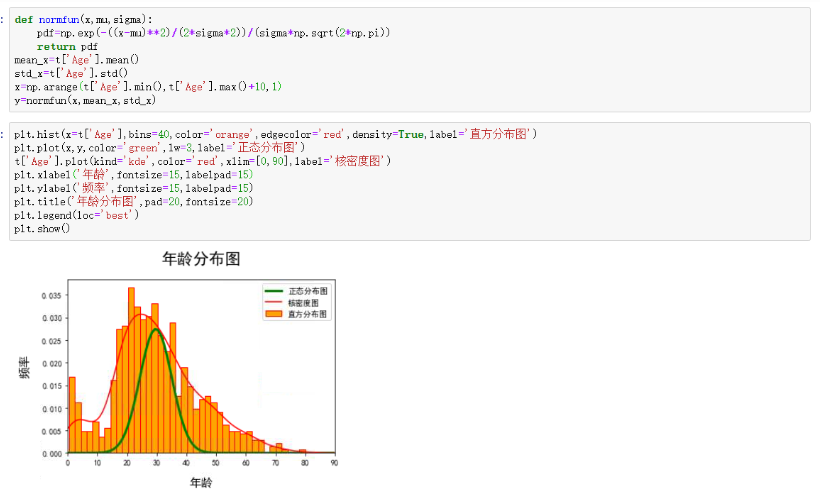 : def normfun(x,mu,sigma):
pdf=np.exp(-((x-mu)**2)/(2*sigma*2))/(sigma*np.sqrt(2*np.pi))
return pdf
mean_x=t['Age'].mean()
std_x=t['Age'].std()
x=np.arange(t['Age'].min(),t['Age'].max()+10,1)
y=normfun(x,mean_x,std_x)
: plt.hist(x=t['Age'],bins=40,color='orange',edgecolor='red',density=True,label='直方分布图')
plt.plot(x,y,color='green',lw=3,label='正态分布图')
t['Age'].plot(kind='kde',color='red',xlim=[0,90],label='核密度图')
plt.xlabel('年龄',fontsize=15,labelpad=15)
plt.ylabel('频率',fontsize=15,labelpad=15)
plt.title('年龄分布图',pad=20,fontsize=20)
plt.legend(loc='best')
plt.show()
年龄分布图
正态分布图
核密度图
直方分布图
0.035
0.030
0.025
0.020
0.015
0.010
0.005
0.000
频率
0 10 20 30 40 50 60 70 80 90
年龄